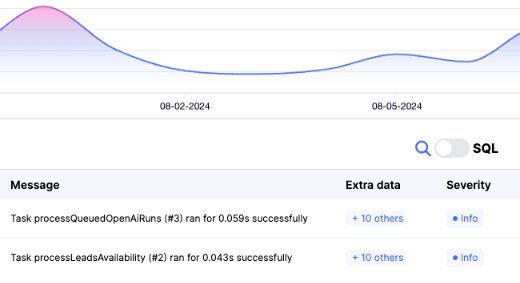 08-02-2024 08-05-2024
SQL
Message Extra data Severity
Task processQueuedOpenAiRuns (#3) ran for 0.059s successfully + 10 others Info
Task processLeadsAvailability (#2) ran for 0.043s successfully + 10 others Info